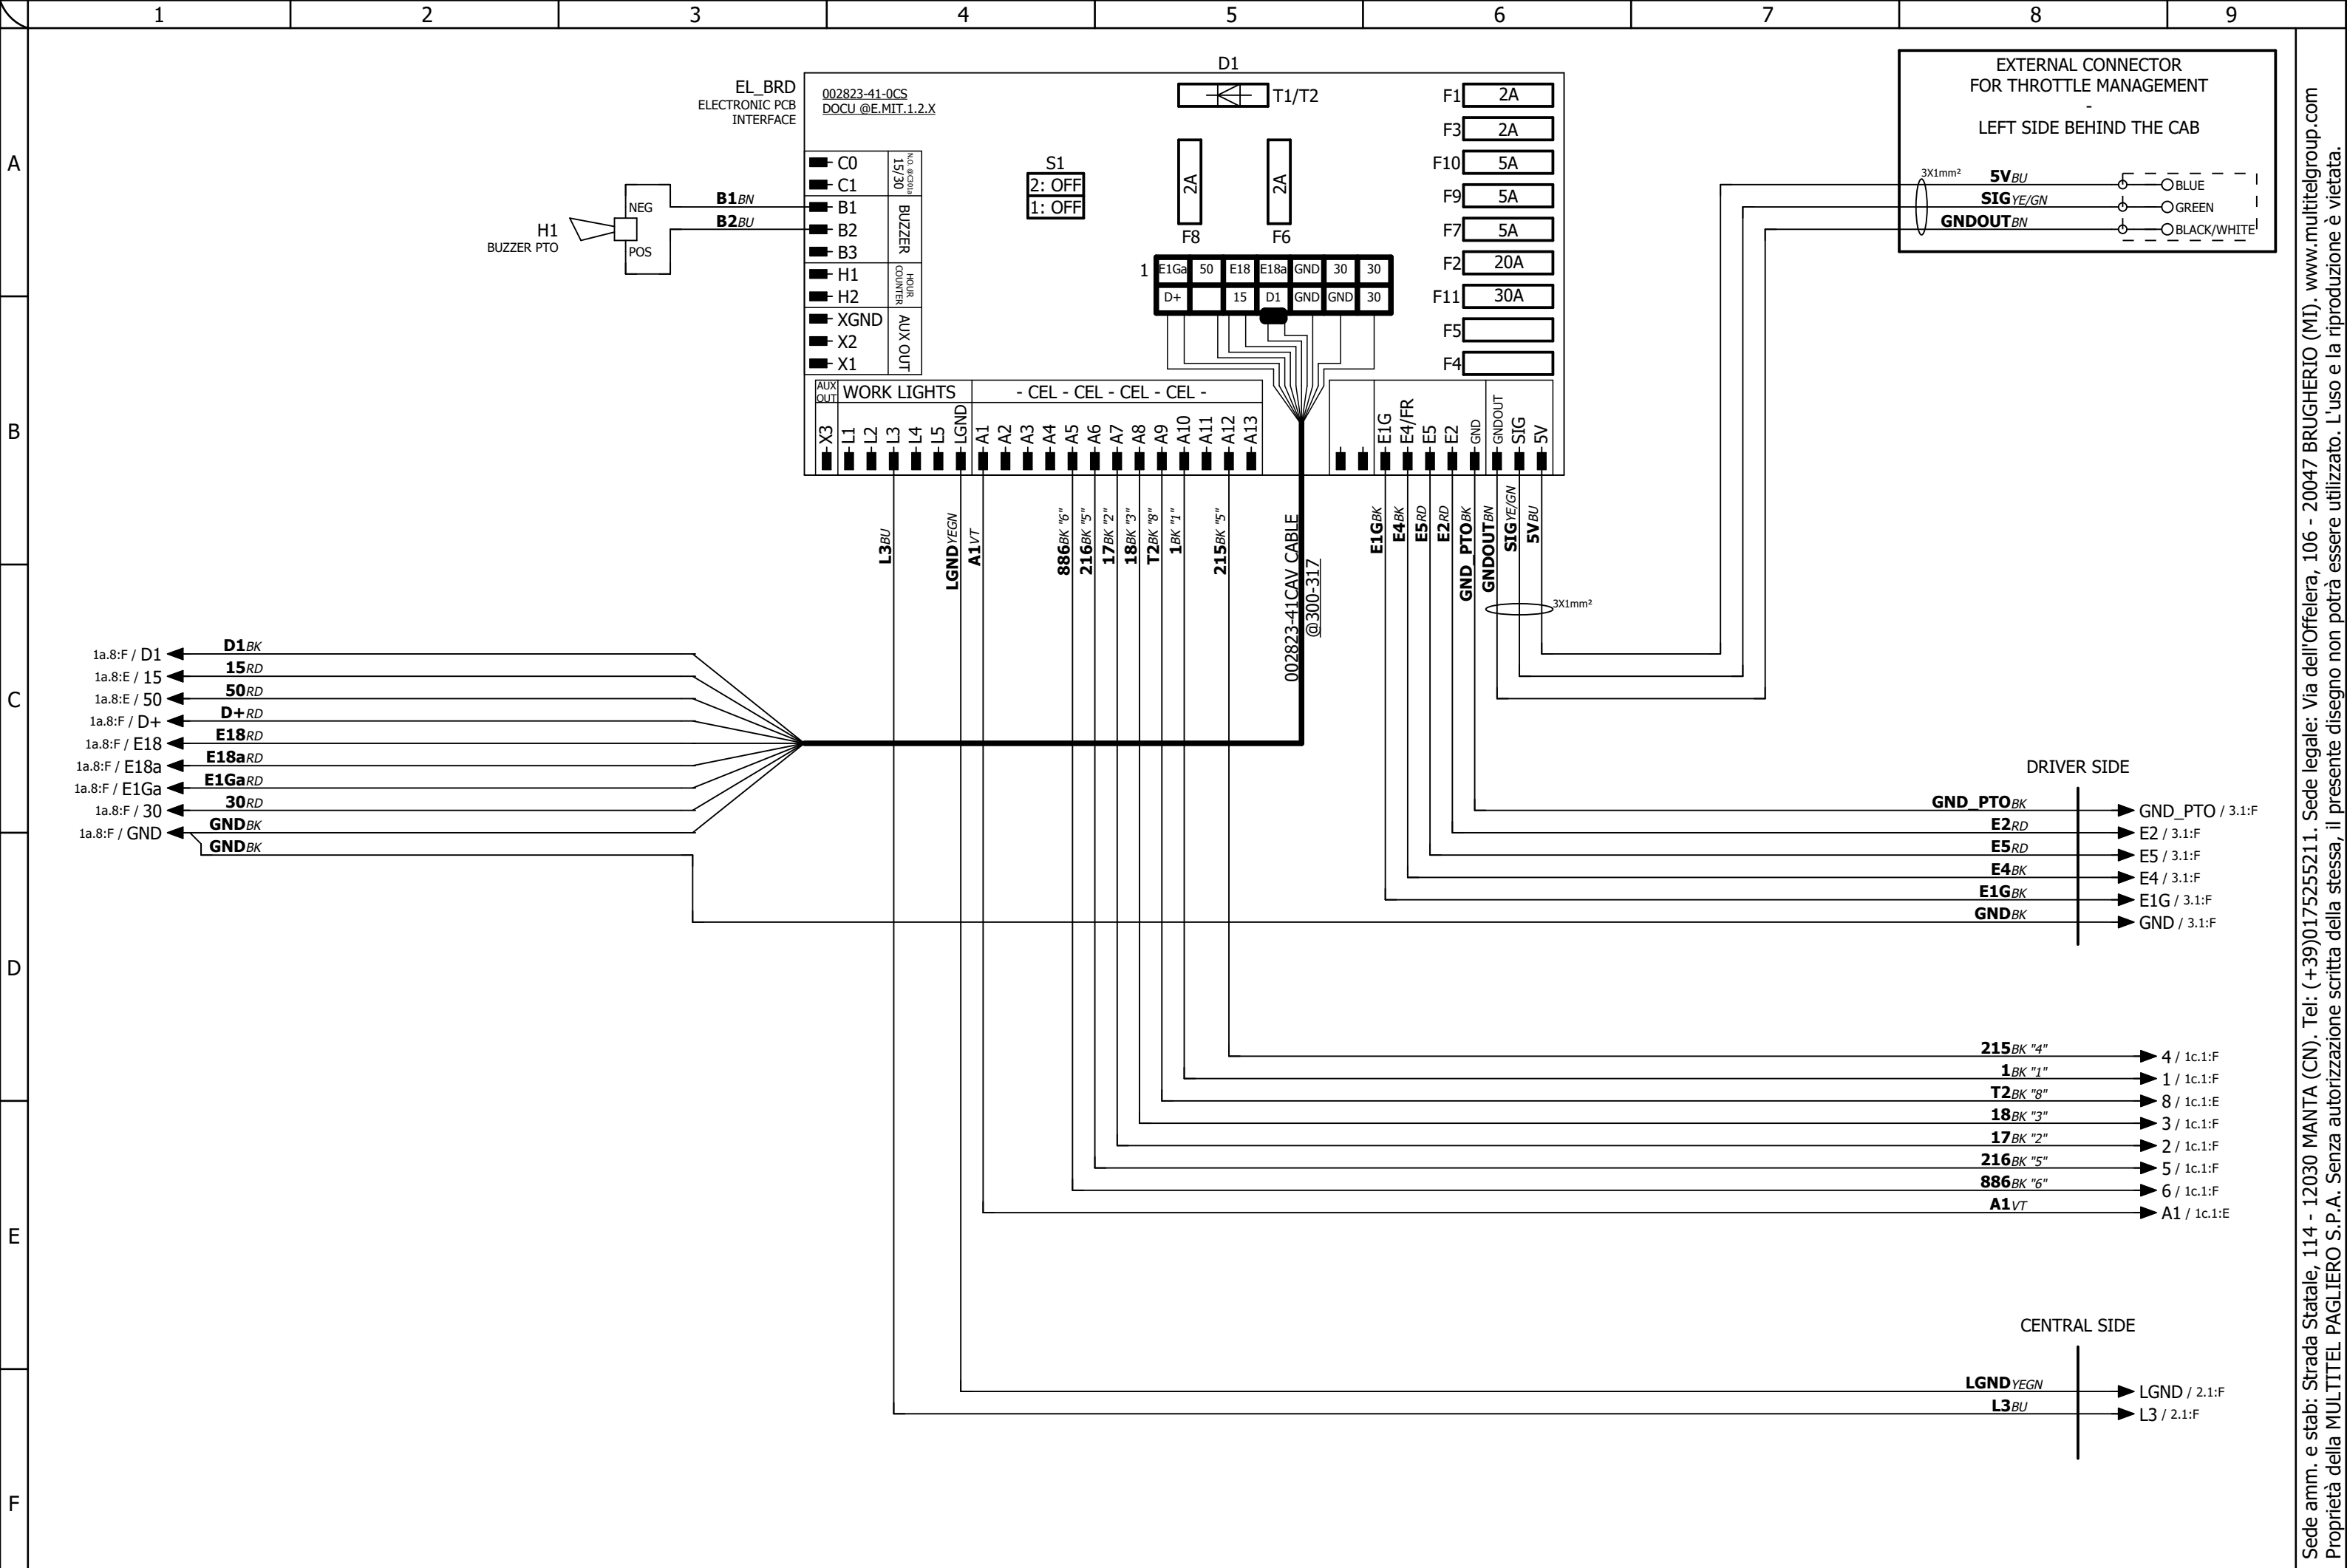 1 2 3 4 5 6 7 8 9
A
B
C
D
E
F
D1
EL_BRD
ELECTRONIC PCB
INTERFACE
002823-41-0CS
DOCU @E.MIT.1.2.X
T1/T2
S1
2: OFF
1: OFF
2A
F8
2A
F6
F1 2A
F3 2A
F10 5A
F9 5A
F7 5A
F2 20A
F11 30A
F5
F4
C0
C1
N.O. @C301a
15/30
B1
B2
B3
BUZZER
H1
H2
HOUR
COUNTER
XGND
X2
X1
AUX OUT
H1
BUZZER PTO
NEG
POS
B1BN
B2BU
1
E1Ga 50 E18 E18a GND 30 30
D+ 15 D1 GND GND 30
AUX
OUT
WORK LIGHTS
- CEL - CEL - CEL - CEL -
X3 L1 L2 L3 L4 L5 LGND A1 A2 A3 A4 A5 A6 A7 A8 A9 A10 A11 A12 A13
E1G E4/FR E5 E2 GND GNDOUT SIG 5V
L3BU
LGNDYEGN
A1VT
886BK "6"
216BK "5"
17BK "2"
18BK "3"
T2BK "8"
1BK "1"
215BK "5"
002823-41CAV CABLE
@300-317
E1GBK
E4BK
E5RD
E2RD
GND_PTOBK
GNDOUTBN
SIGYE/GN
5VBU
3X1mm²
EXTERNAL CONNECTOR
FOR THROTTLE MANAGEMENT
-
LEFT SIDE BEHIND THE CAB
3X1mm²
5VBU BLUE
SIGYE/GN GREEN
GNDOUTBN BLACK/WHITE
1a.8:F / D1 D1BK
1a.8:E / 15 15RD
1a.8:E / 50 50RD
1a.8:F / D+ D+RD
1a.8:F / E18 E18RD
1a.8:F / E18a E18aRD
1a.8:F / E1Ga E1GaRD
1a.8:F / 30 30RD
1a.8:F / GND GNDBK
GNDBK
DRIVER SIDE
GND_PTOBK GND_PTO / 3.1:F
E2RD E2 / 3.1:F
E5RD E5 / 3.1:F
E4BK E4 / 3.1:F
E1GBK E1G / 3.1:F
GNDBK GND / 3.1:F
215BK "4" 4 / 1c.1:F
1BK "1" 1 / 1c.1:F
T2BK "8" 8 / 1c.1:E
18BK "3" 3 / 1c.1:F
17BK "2" 2 / 1c.1:F
216BK "5" 5 / 1c.1:F
886BK "6" 6 / 1c.1:F
A1VT A1 / 1c.1:E
CENTRAL SIDE
LGNDYEGN LGND / 2.1:F
L3BU L3 / 2.1:F
Sede amm. e stab: Strada Statale, 114 - 12030 MANTA (CN). Tel: (+39)0175255211. Sede legale: Via dell'Offelera, 106 - 20047 BRUGHERIO (MI). www.multitelgroup.com
Proprietà della MULTITEL PAGLIERO S.P.A. Senza autorizzazione scritta della stessa, il presente disegno non potrà essere utilizzato. L'uso e la riproduzione è vietata.